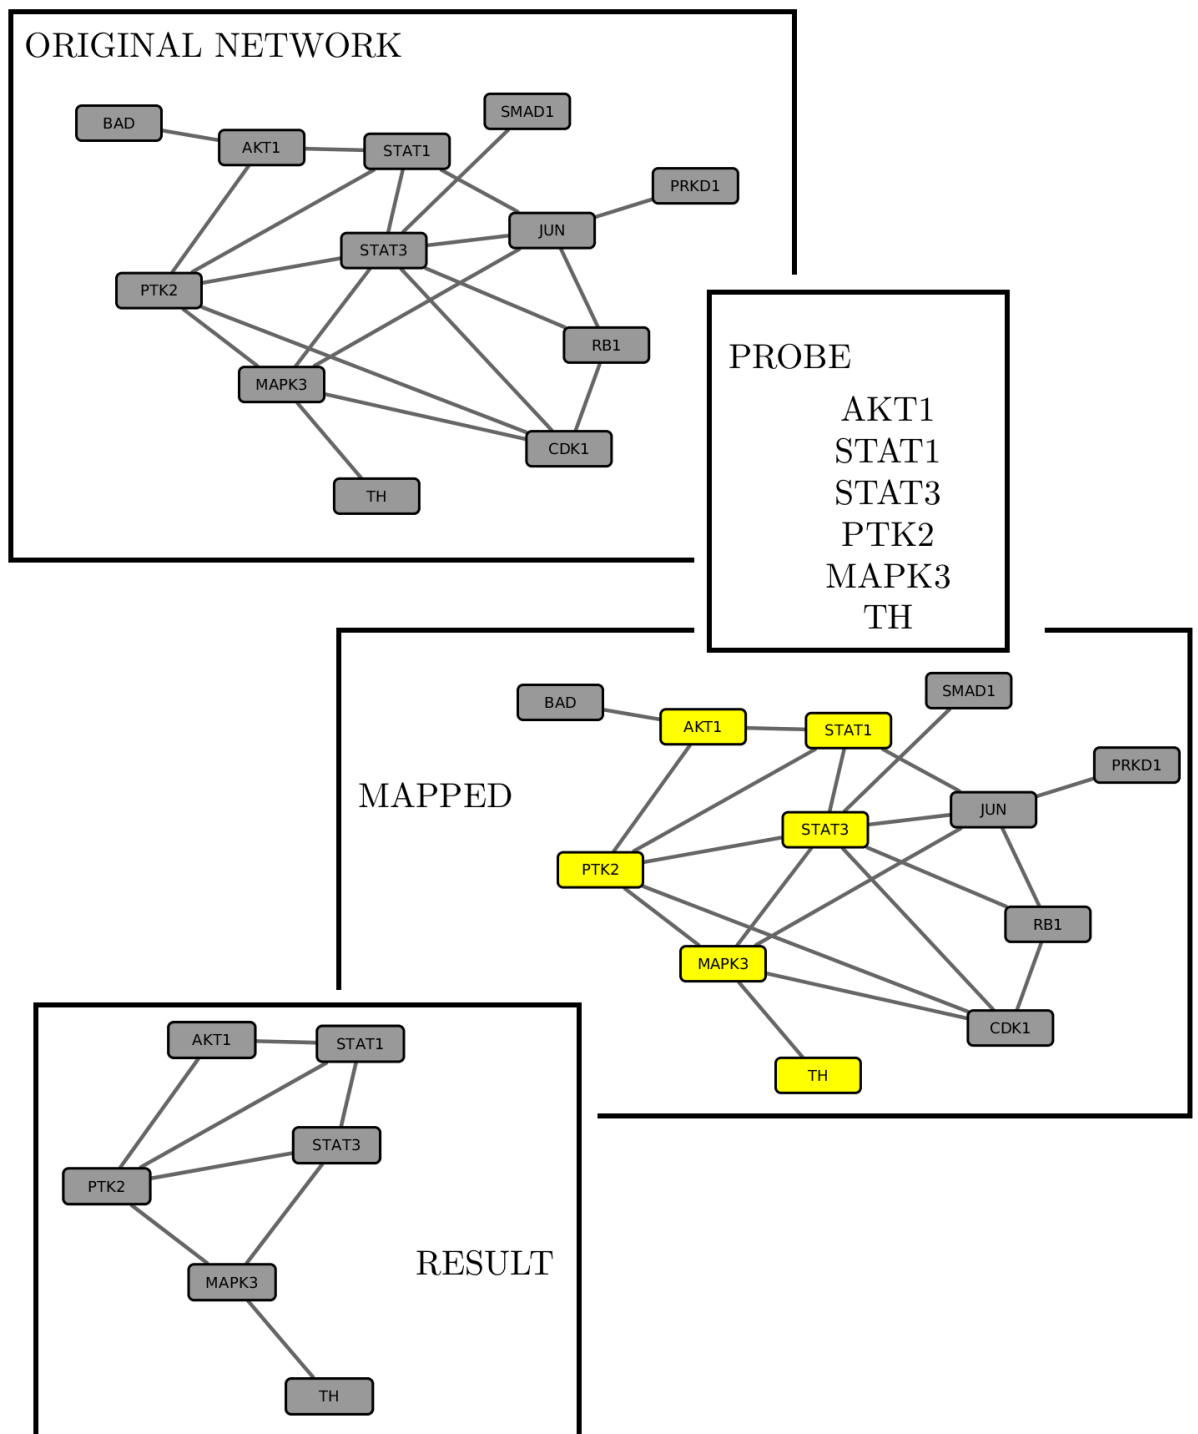 ORIGINAL NETWORK
BAD
AKT1
STAT1
SMAD1
PRKD1
JUN
STAT3
PTK2
RB1
MAPK3
CDK1
TH
PROBE
AKT1
STAT1
STAT3
PTK2
MAPK3
TH
MAPPED
BAD
AKT1
STAT1
SMAD1
PRKD1
JUN
STAT3
PTK2
RB1
MAPK3
CDK1
TH
AKT1
STAT1
STAT3
PTK2
RESULT
MAPK3
TH